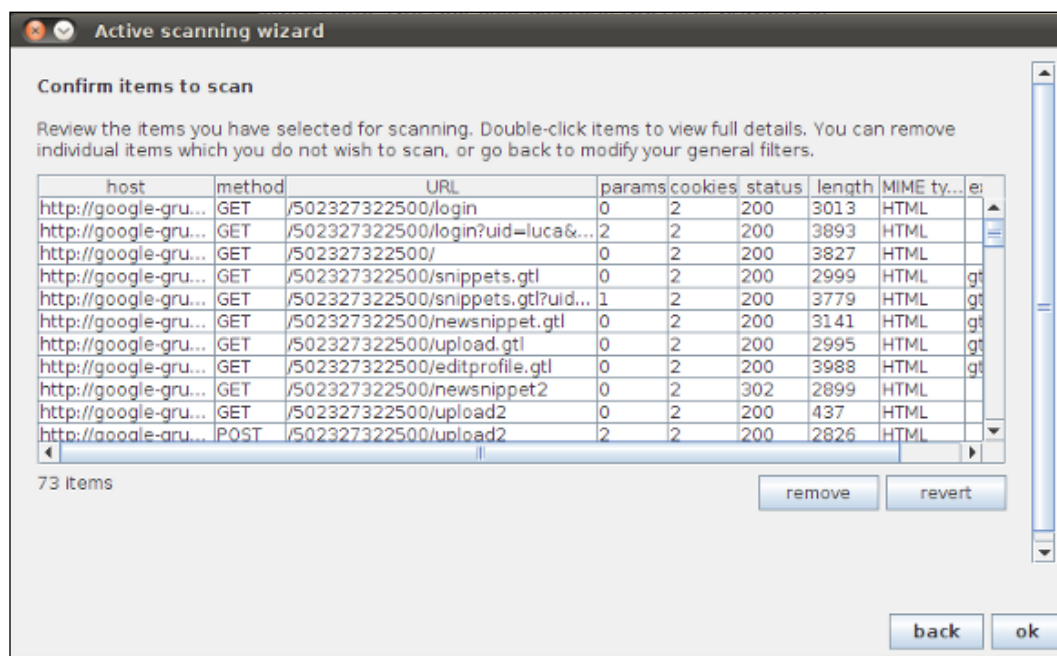 Active scanning wizard
Confirm items to scan
Review the items you have selected for scanning. Double-click items to view full details. You can remove
individual items which you do not wish to scan, or go back to modify your general filters.
host method URL params cookies status length MIME ty... e
http://google-gru... GET /502327322500/login 0 2 200 3013 HTML
http://google-gru... GET /502327322500/login?uid=luca&... 2 2 200 3893 HTML
http://google-gru... GET /502327322500/ 0 2 200 3827 HTML
http://google-gru... GET /502327322500/snippets.gtl 0 2 200 2999 HTML gt
http://google-gru... GET /502327322500/snippets.gtl?uid... 1 2 200 3779 HTML gt
http://google-gru... GET /502327322500/newsnippet.gtl 0 2 200 3141 HTML gt
http://google-gru... GET /502327322500/upload.gtl 0 2 200 2995 HTML gt
http://google-gru... GET /502327322500/editprofile.gtl 0 2 200 3988 HTML gt
http://google-gru... GET /502327322500/newsnippet2 0 2 302 2899 HTML
http://google-gru... GET /502327322500/upload2 0 2 200 437 HTML
http://google-gru... POST /502327322500/upload2 2 2 200 2826 HTML
73 items
remove revert
back ok